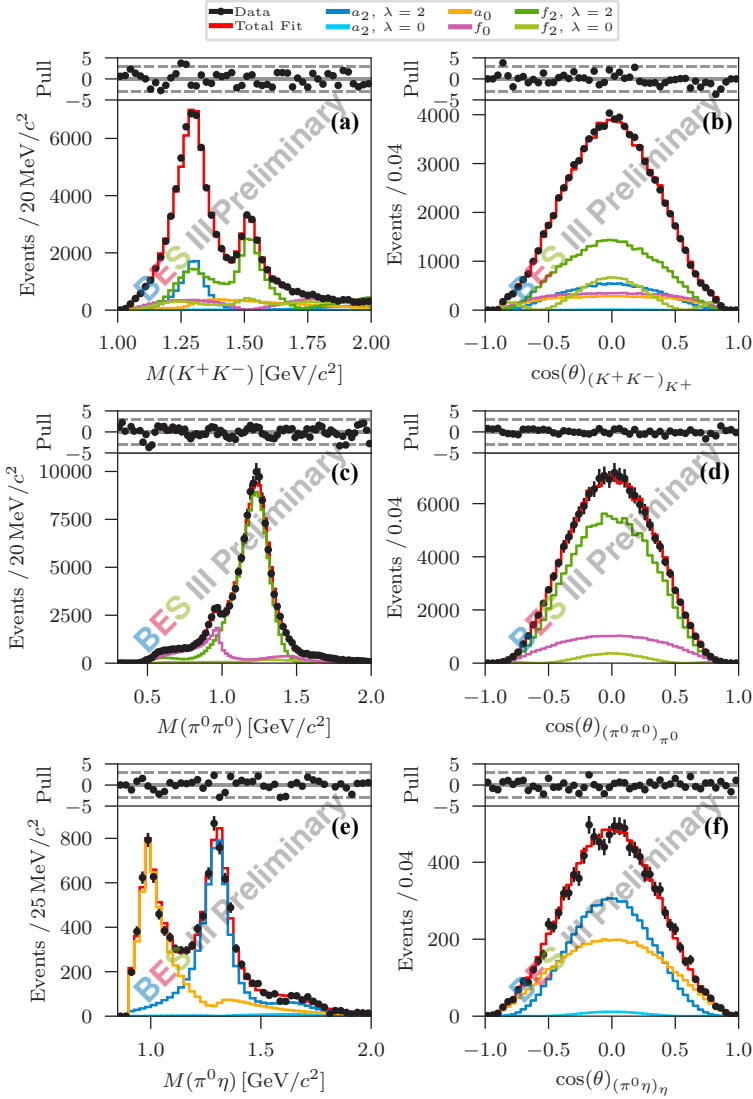 Data
Total Fit
a₂, λ = 2
a₂, λ = 0
a₀
f₀
f₂, λ = 2
f₂, λ = 0
Pull
5
0
−5
(a)
Events / 20 MeV/c²
6000
4000
2000
0
BES III Preliminary
1.00 1.25 1.50 1.75 2.00
M(K⁺K⁻) [GeV/c²]
Pull
5
0
−5
(b)
Events / 0.04
4000
3000
2000
1000
0
BES III Preliminary
−1.0 −0.5 0.0 0.5 1.0
cos(θ)(K⁺K⁻)K⁺
Pull
5
0
−5
(c)
Events / 20 MeV/c²
10000
7500
5000
2500
0
BES III Preliminary
0.5 1.0 1.5 2.0
M(π⁰π⁰) [GeV/c²]
Pull
5
0
−5
(d)
Events / 0.04
6000
4000
2000
0
BES III Preliminary
−1.0 −0.5 0.0 0.5 1.0
cos(θ)(π⁰π⁰)π⁰
Pull
5
0
−5
(e)
Events / 25 MeV/c²
800
600
400
200
0
BES III Preliminary
1.0 1.5 2.0
M(π⁰η) [GeV/c²]
Pull
5
0
−5
(f)
Events / 0.04
400
200
0
BES III Preliminary
−1.0 −0.5 0.0 0.5 1.0
cos(θ)(π⁰η)η